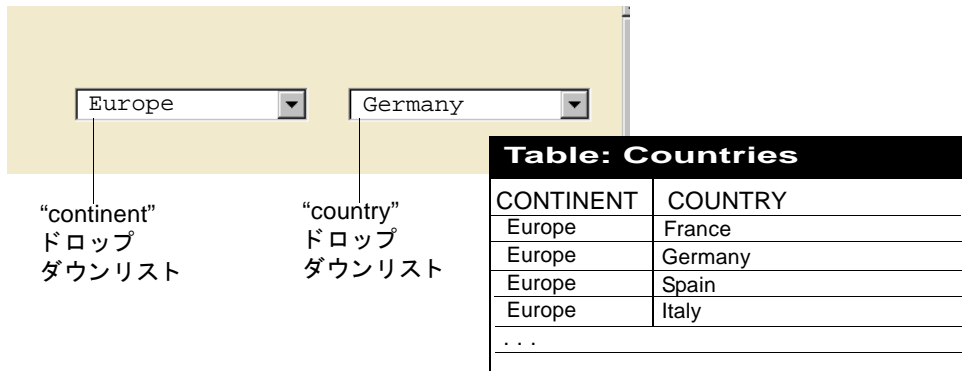 Europe
Germany
“continent”
ドロップ
ダウンリスト
“country”
ドロップ
ダウンリスト
Table: Countries
CONTINENT COUNTRY
Europe France
Europe Germany
Europe Spain
Europe Italy
. . .